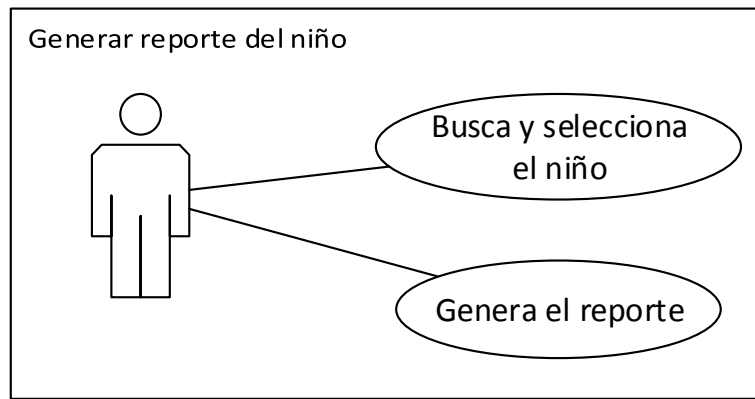 Generar reporte del niño
Busca y selecciona
el niño
Genera el reporte